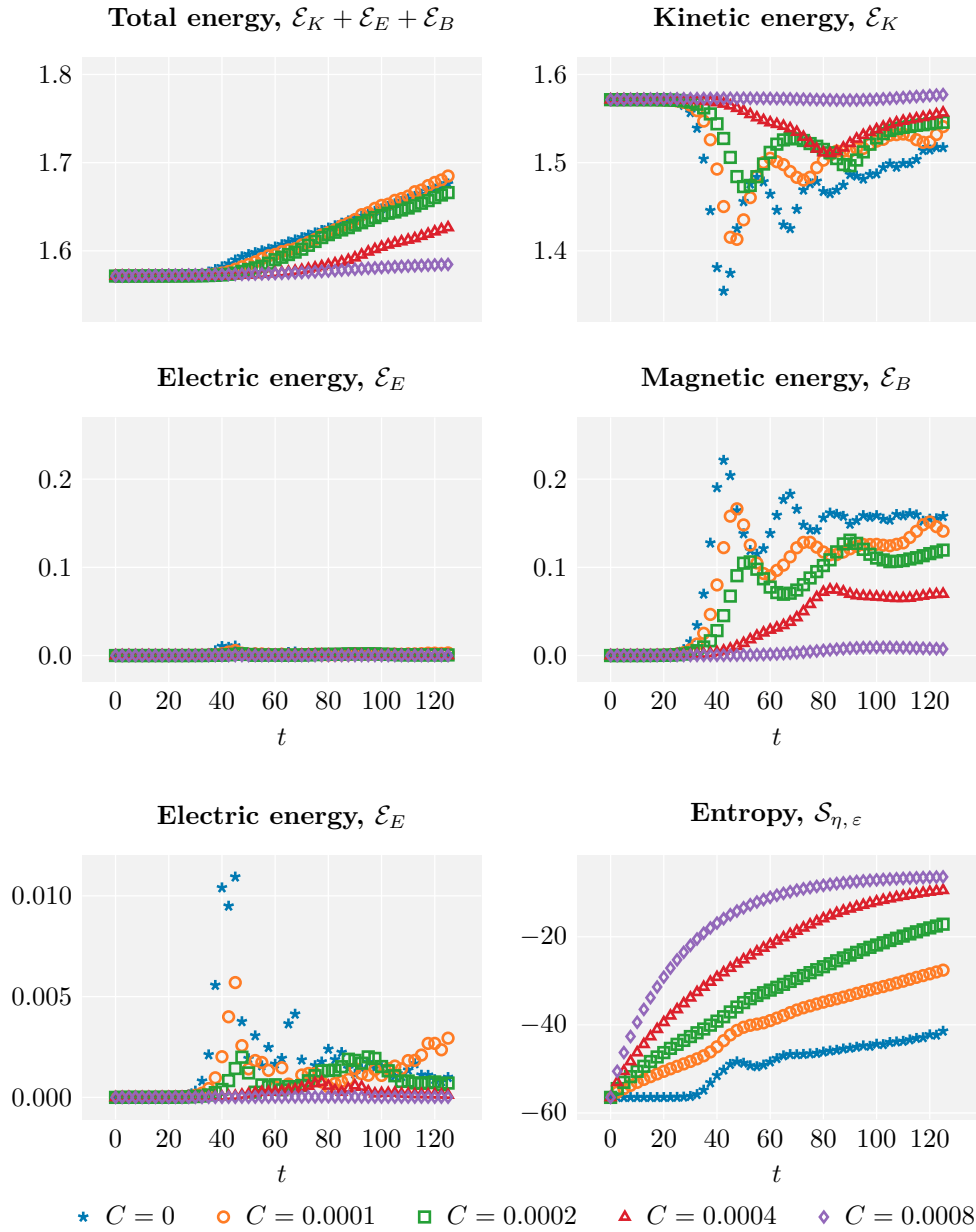 Total energy, ℰ_K + ℰ_E + ℰ_B
Kinetic energy, ℰ_K
1.8
1.7
1.6
1.6
1.5
1.4
Electric energy, ℰ_E
Magnetic energy, ℰ_B
0.2
0.1
0.0
0 20 40 60 80 100 120
t
0.2
0.1
0.0
0 20 40 60 80 100 120
t
Electric energy, ℰ_E
Entropy, 𝒮_{η, ε}
0.010
0.005
0.000
0 20 40 60 80 100 120
t
−20
−40
−60
0 20 40 60 80 100 120
t
C = 0 C = 0.0001 C = 0.0002 C = 0.0004 C = 0.0008